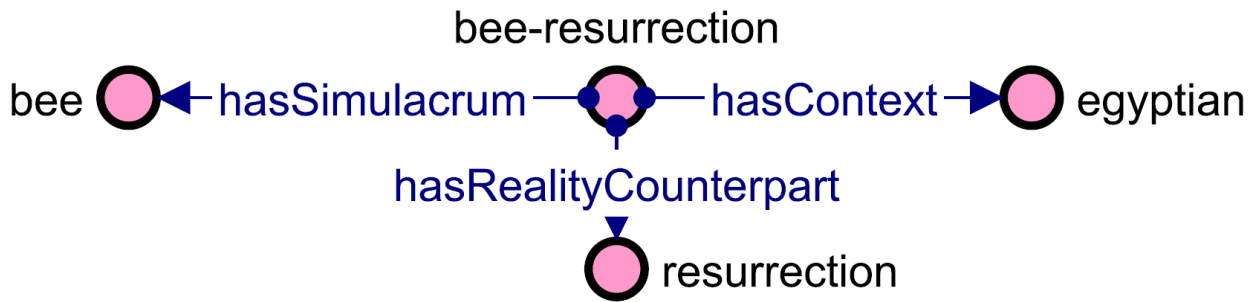 bee-resurrection
bee hasSimulacrum hasContext egyptian
hasRealityCounterpart
resurrection